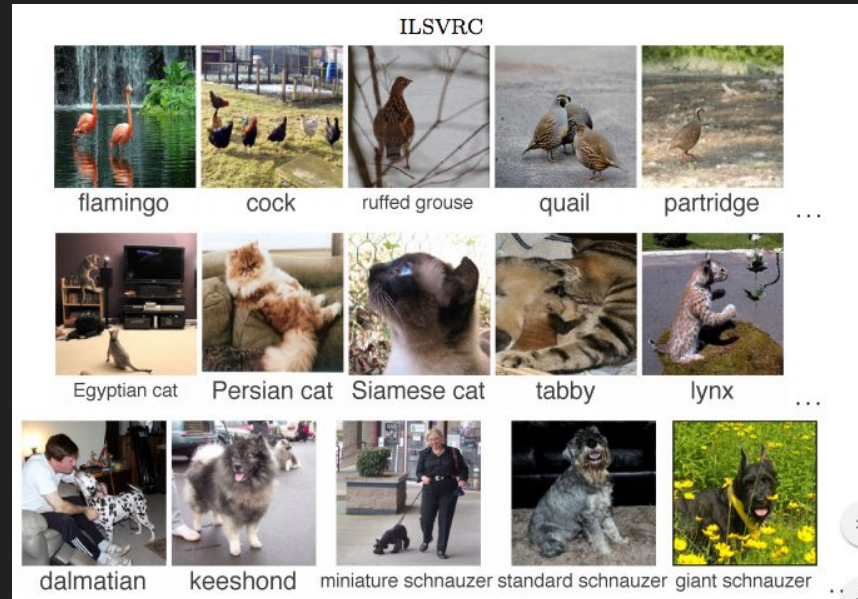 ILSVRC
flamingo cock ruffed grouse quail partridge ...
Egyptian cat Persian cat Siamese cat tabby lynx ...
dalmatian keeshond miniature schnauzer standard schnauzer giant schnauzer ...